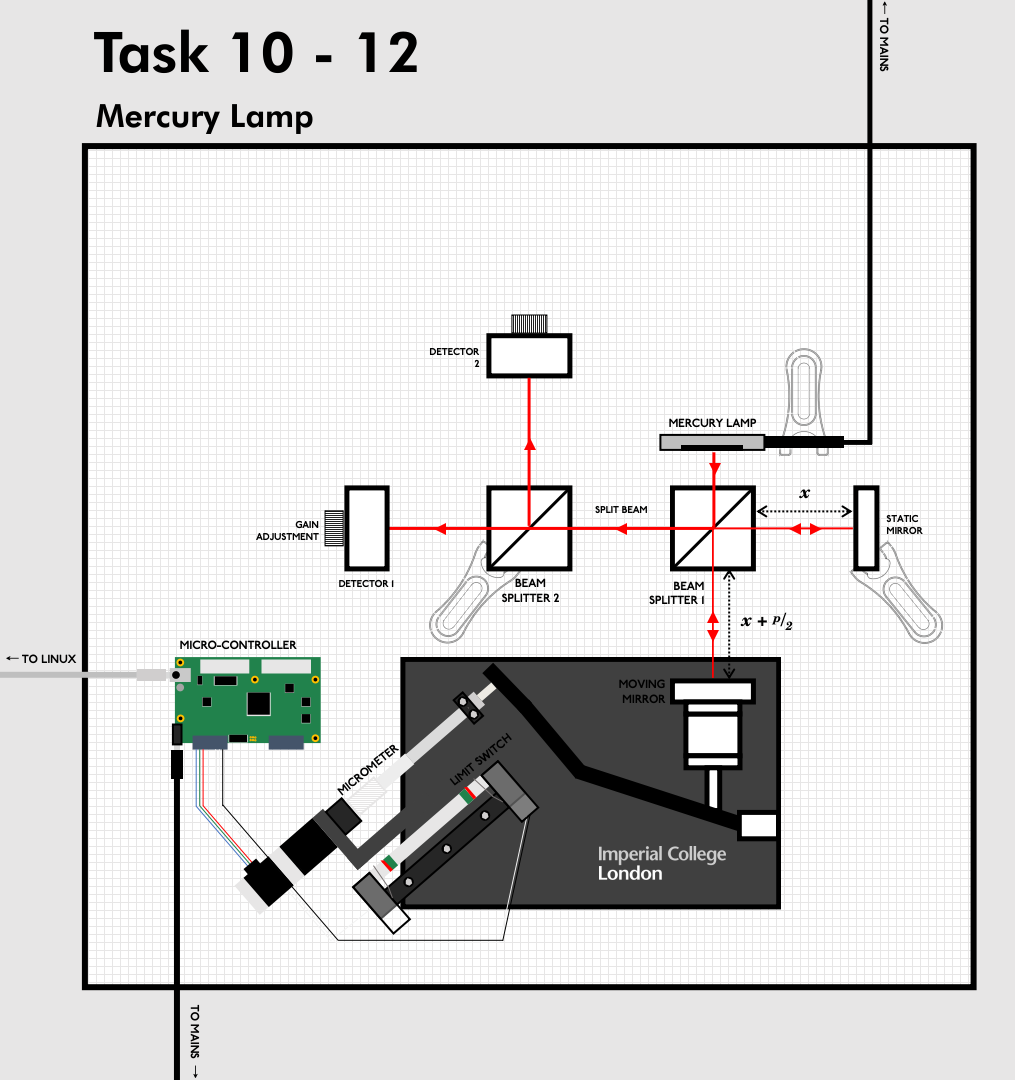 ← TO MAINS
Task 10 - 12
Mercury Lamp
DETECTOR
2
MERCURY LAMP
x
SPLIT BEAM
GAIN
ADJUSTMENT
STATIC
MIRROR
DETECTOR 1
BEAM
SPLITTER 2
BEAM
SPLITTER 1
x + p/2
MICRO-CONTROLLER
← TO LINUX
MOVING
MIRROR
MICROMETER
LIMIT SWITCH
Imperial College
London
TO MAINS →